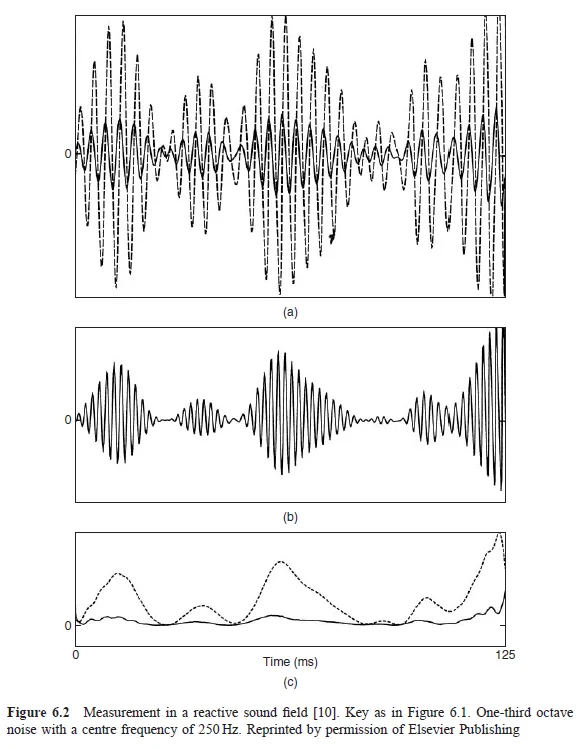 0
(a)
0
(b)
0
0
125
Time (ms)
(c)
Figure 6.2 Measurement in a reactive sound field [10]. Key as in Figure 6.1. One-third octave
noise with a centre frequency of 250 Hz. Reprinted by permission of Elsevier Publishing